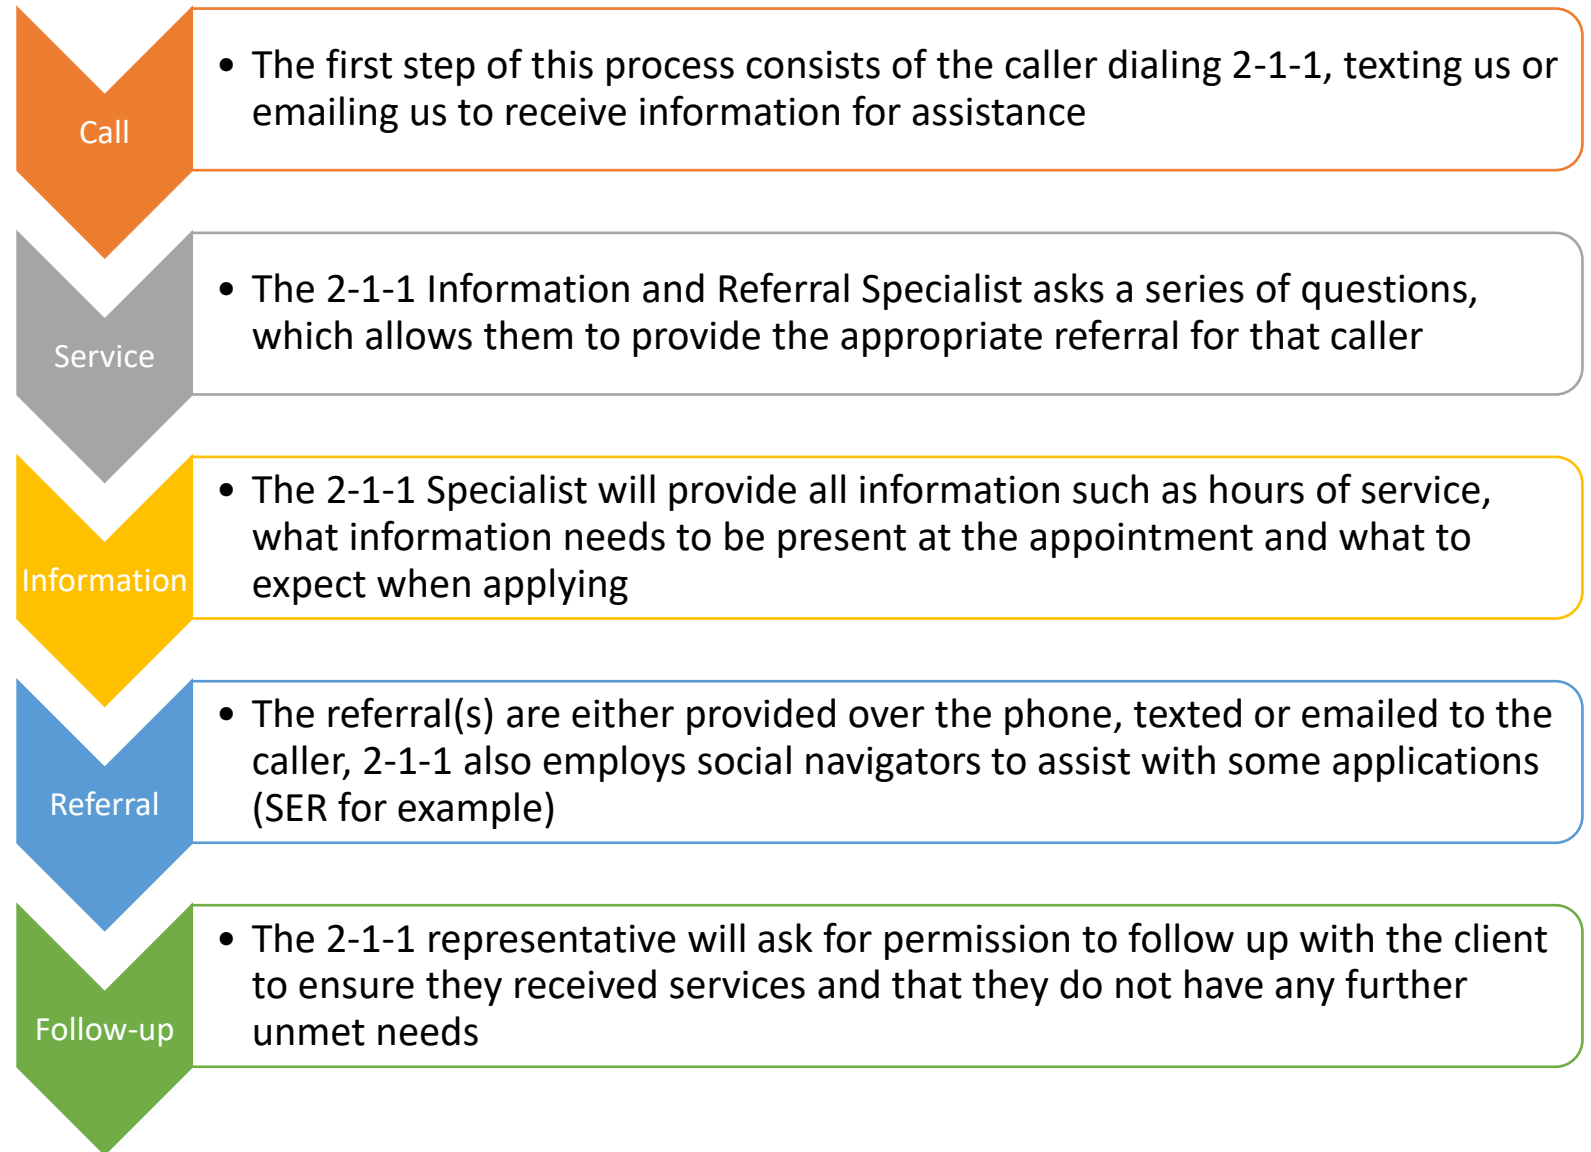 Call
• The first step of this process consists of the caller dialing 2-1-1, texting us or
emailing us to receive information for assistance
Service
• The 2-1-1 Information and Referral Specialist asks a series of questions,
which allows them to provide the appropriate referral for that caller
Information
• The 2-1-1 Specialist will provide all information such as hours of service,
what information needs to be present at the appointment and what to
expect when applying
Referral
• The referral(s) are either provided over the phone, texted or emailed to the
caller, 2-1-1 also employs social navigators to assist with some applications
(SER for example)
Follow-up
• The 2-1-1 representative will ask for permission to follow up with the client
to ensure they received services and that they do not have any further
unmet needs